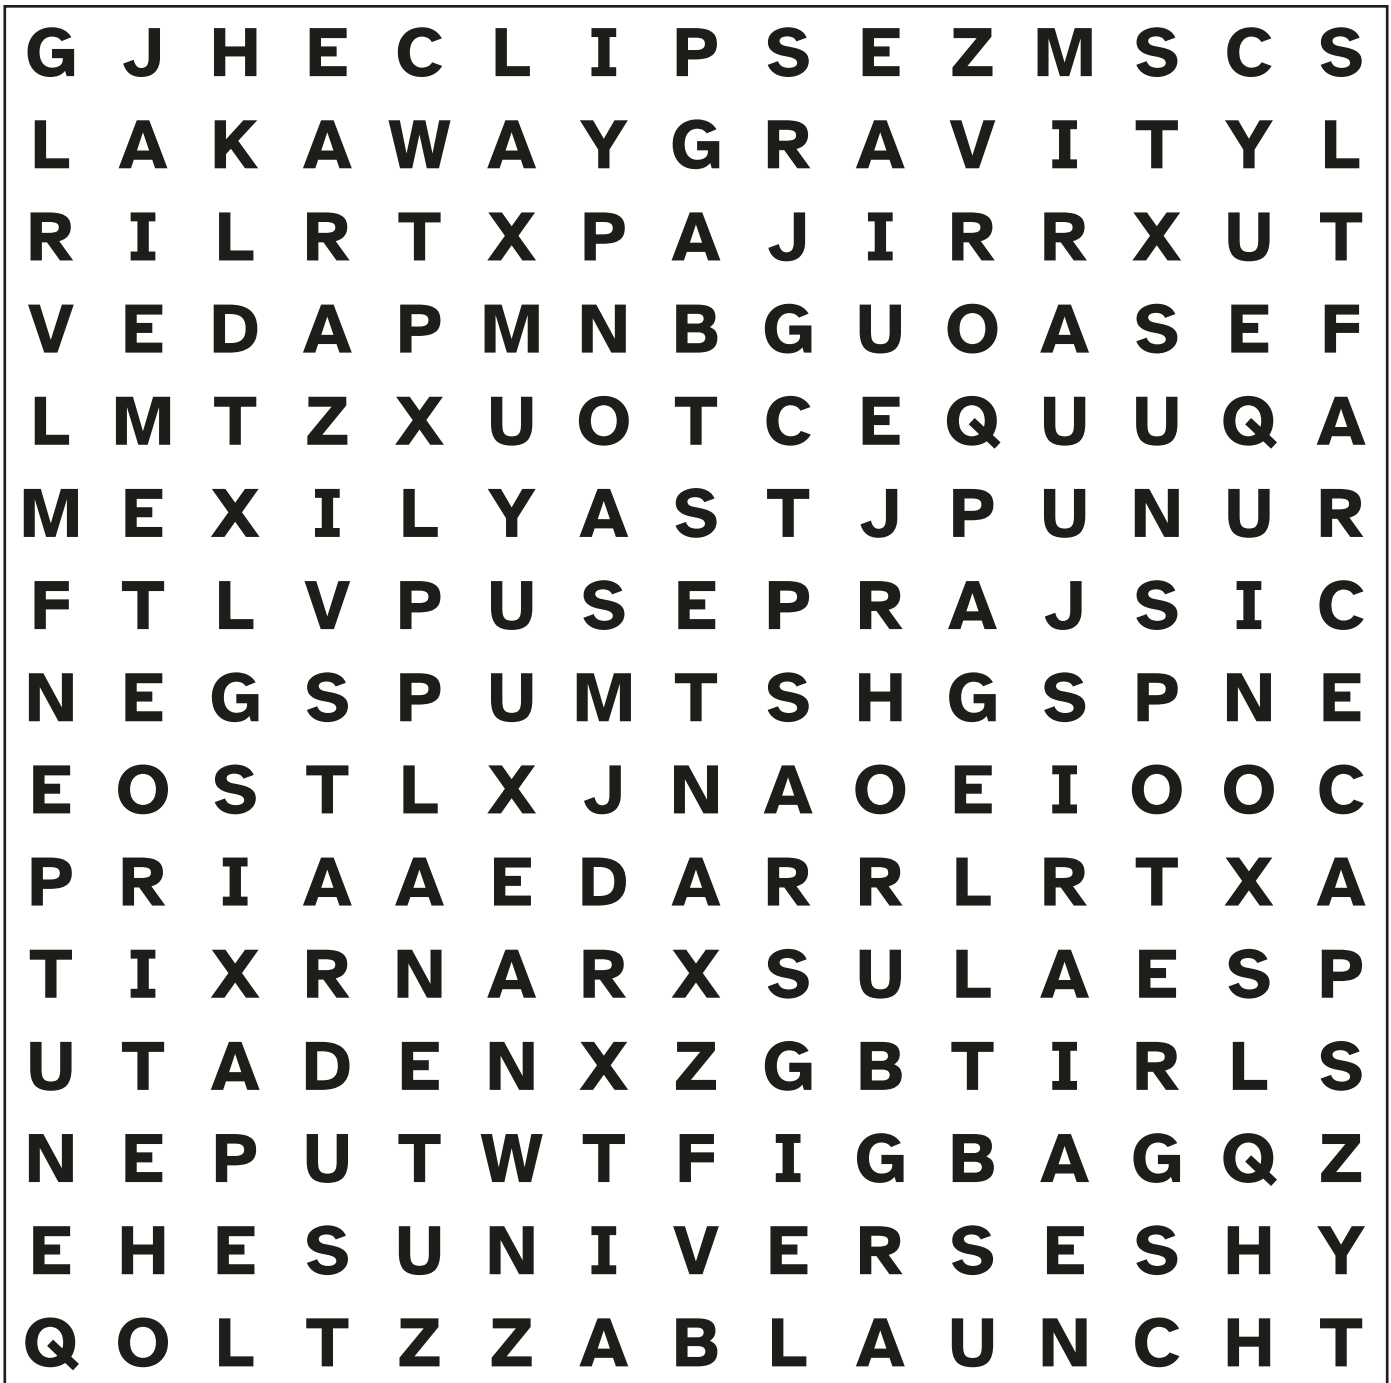 G J H E C L I P S E Z M S C S
L A K A W A Y G R A V I T Y L
R I L R T X P A J I R R X U T
V E D A P M N B G U O A S E F
L M T Z X U O T C E Q U U Q A
M E X I L Y A S T J P U N U R
F T L V P U S E P R A J S I C
N E G S P U M T S H G S P N E
E O S T L X J N A O E I O O C
P R I A A E D A R R L R T X A
T I X R N A R X S U L A E S P
U T A D E N X Z G B T I R L S
N E P U T W T F I G B A G Q Z
E H E S U N I V E R S E S H Y
Q O L T Z Z A B L A U N C H T